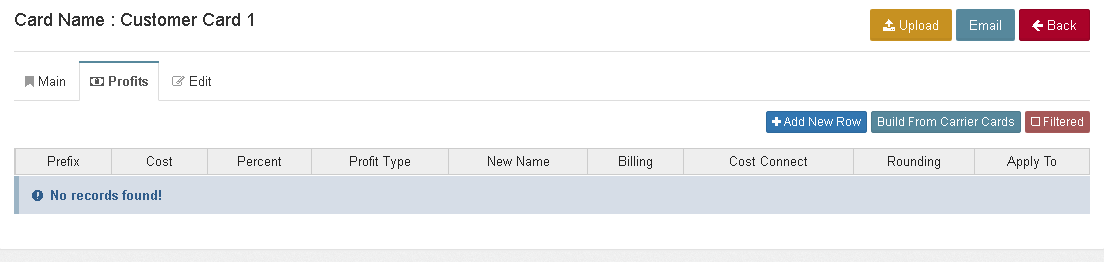 Card Name : Customer Card 1
Upload
Email
Back
Main
Profits
Edit
Add New Row
Build From Carrier Cards
Filtered
Prefix Cost Percent Profit Type New Name Billing Cost Connect Rounding Apply To
No records found!